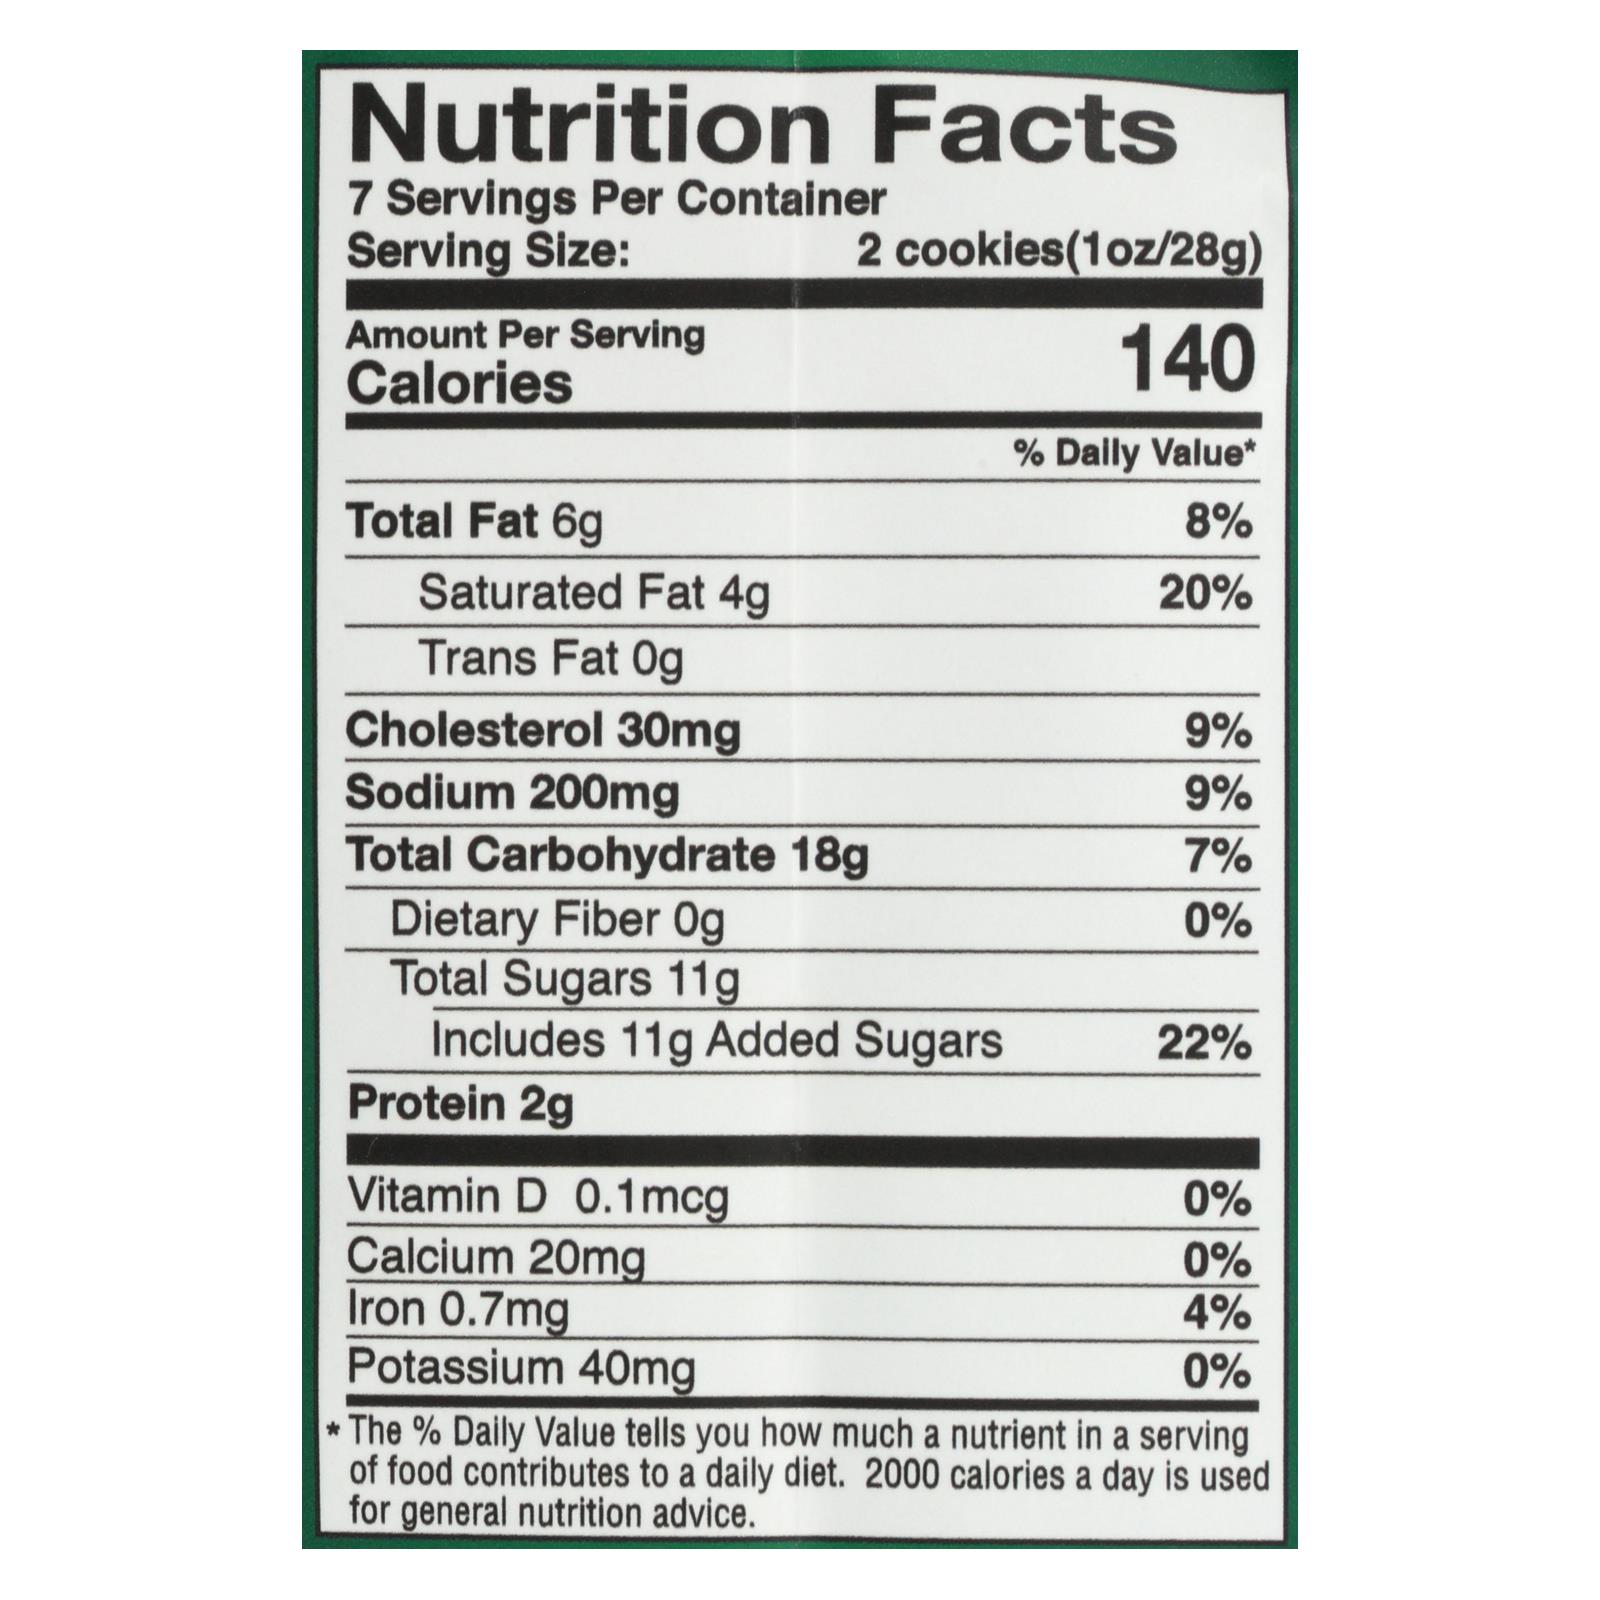 Nutrition Facts
7 Servings Per Container
Serving Size: 2 cookies(1oz/28g)
Amount Per Serving
Calories 140
% Daily Value*
Total Fat 6g 8%
Saturated Fat 4g 20%
Trans Fat 0g
Cholesterol 30mg 9%
Sodium 200mg 9%
Total Carbohydrate 18g 7%
Dietary Fiber 0g 0%
Total Sugars 11g
Includes 11g Added Sugars 22%
Protein 2g
Vitamin D 0.1mcg 0%
Calcium 20mg 0%
Iron 0.7mg 4%
Potassium 40mg 0%
* The % Daily Value tells you how much a nutrient in a serving
of food contributes to a daily diet. 2000 calories a day is used
for general nutrition advice.